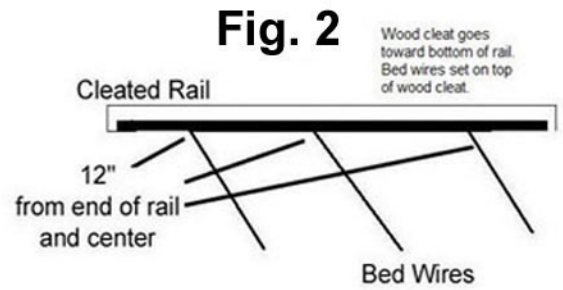 Fig. 2
Wood cleat goes
toward bottom of rail.
Bed wires set on top
of wood cleat.
Cleated Rail
12"
from end of rail
and center
Bed Wires